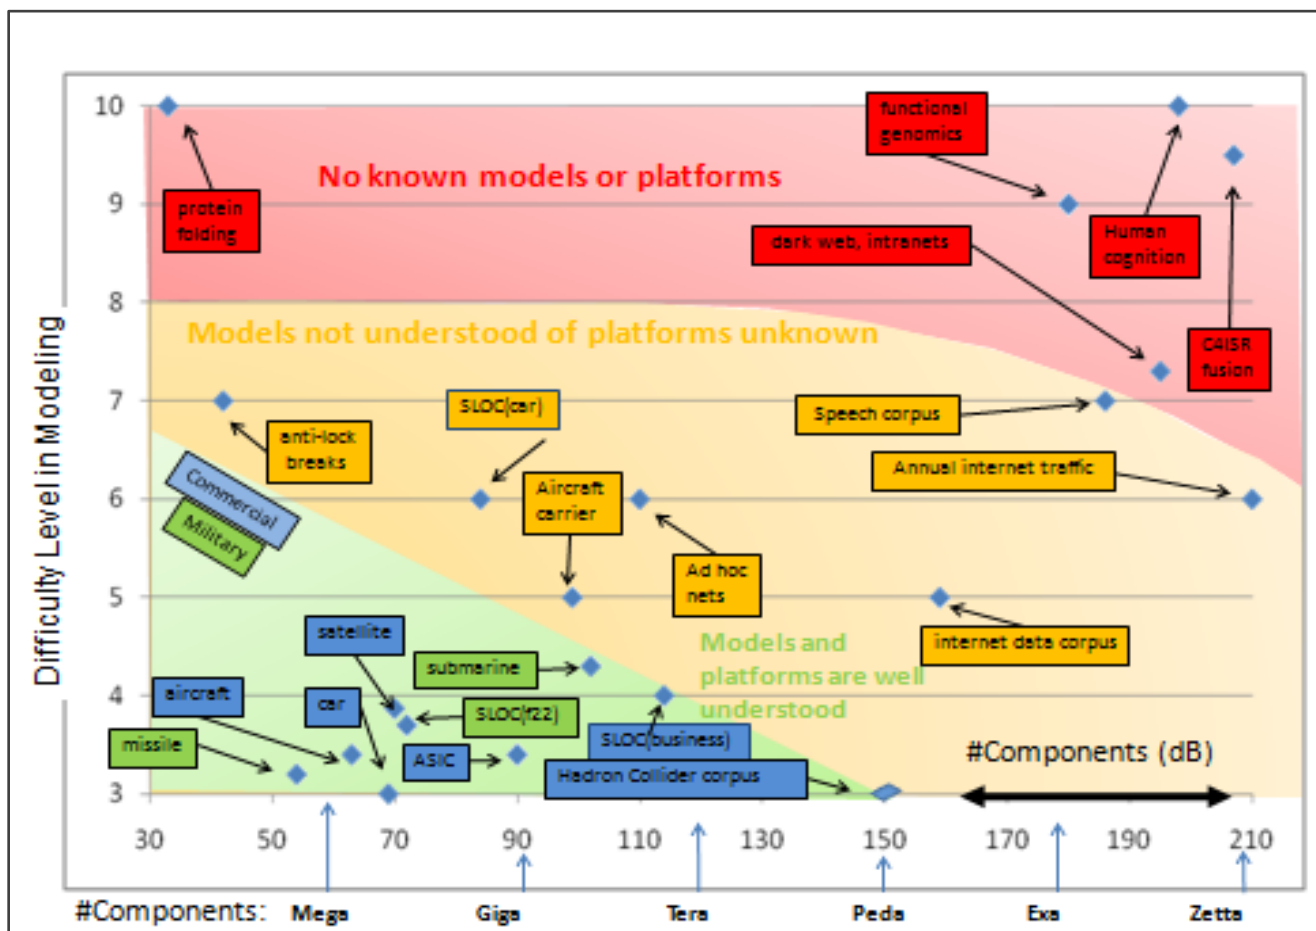 Difficulty Level in Modeling
10
9
8
7
6
5
4
3
No known models or platforms
protein
folding
functional
genomics
dark web, intranets
Human
cognition
C4ISR
fusion
Models not understood of platforms unknown
anti-lock
breaks
SLOC(car)
Aircraft
carrier
Ad hoc
nets
Speech corpus
Annual internet traffic
internet data corpus
Commercial
Military
Models and
platforms are well
understood
satellite
submarine
aircraft
car
SLOC(f22)
missile
ASIC
SLOC(business)
Hadron Collider corpus
#Components (dB)
30 50 70 90 110 130 150 170 190 210
#Components: Mega Giga Tera Peda Exa Zetta